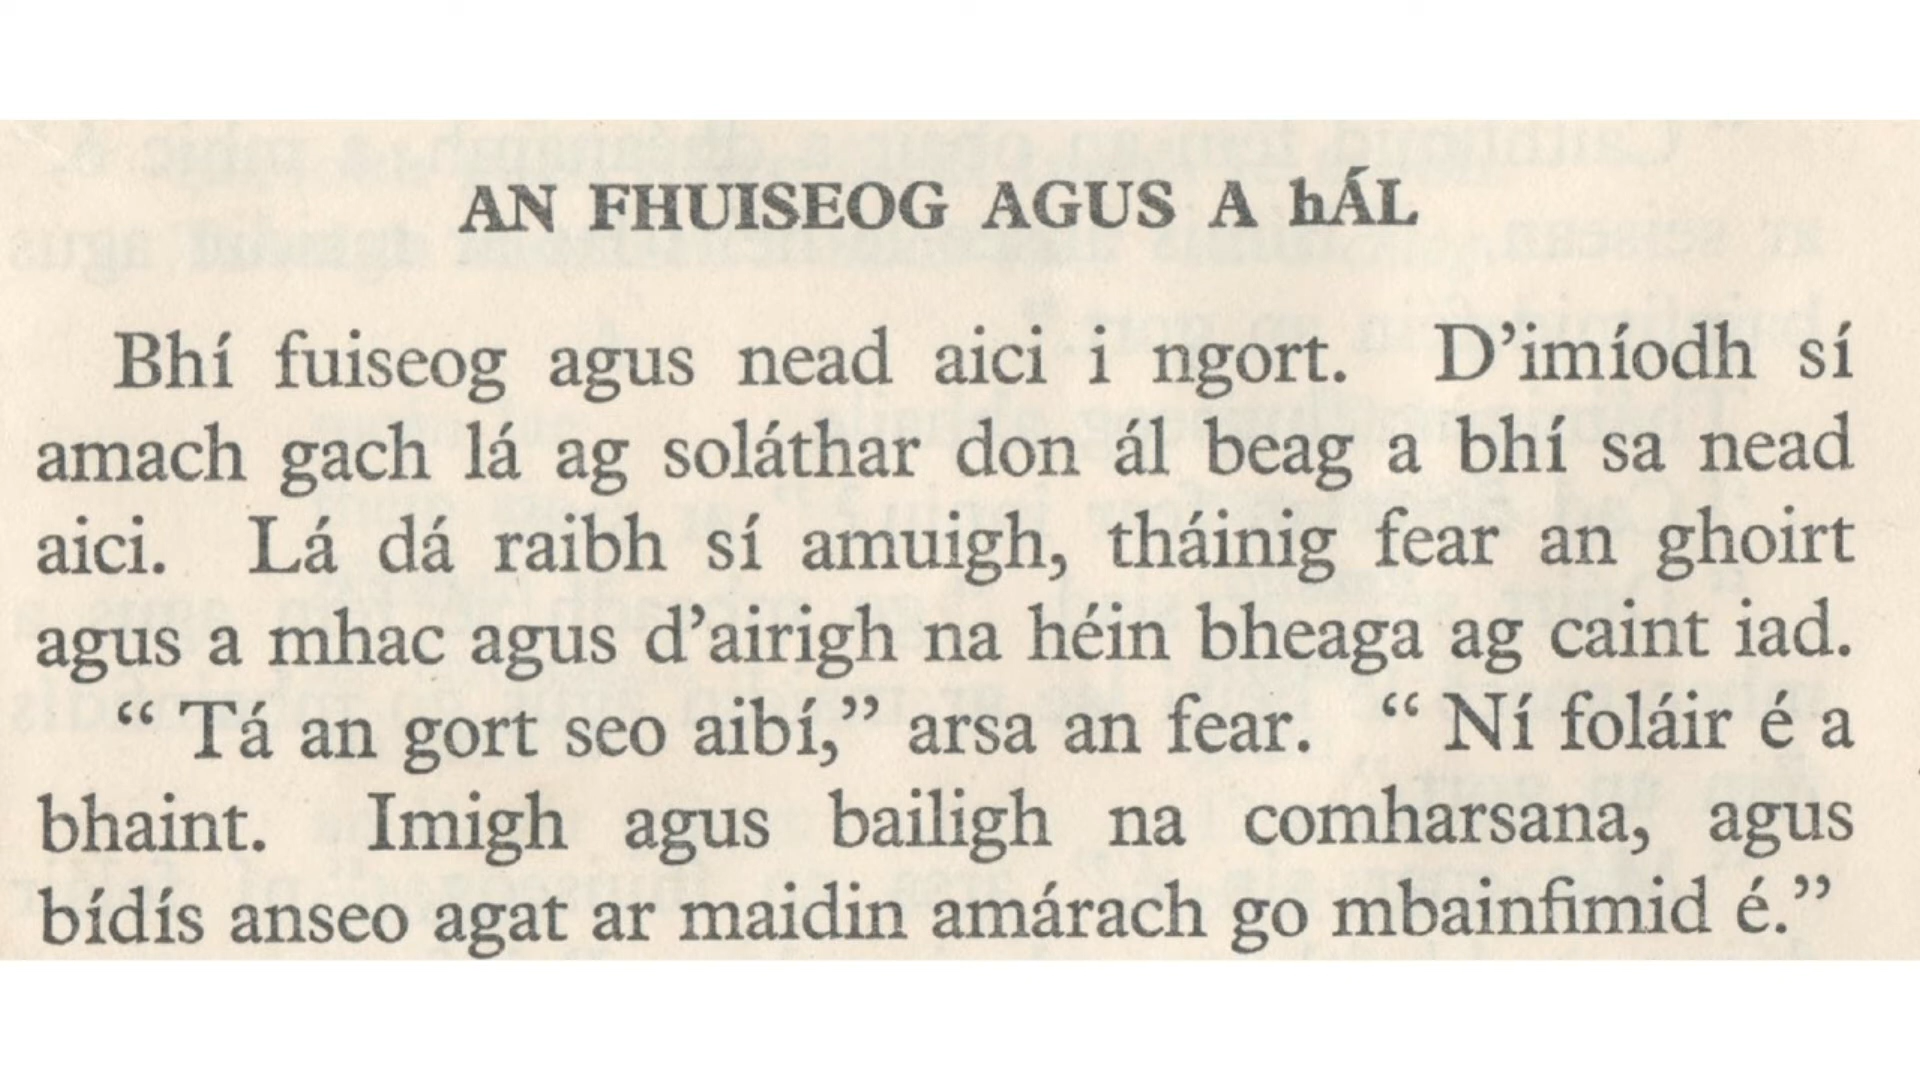 AN FHUISEOG AGUS A hÁL
Bhí fuiseog agus nead aici i ngort. D’imíodh sí
amach gach lá ag soláthar don ál beag a bhí sa nead
aici. Lá dá raibh sí amuigh, tháinig fear an ghoirt
agus a mhac agus d’airigh na héin bheaga ag caint iad.
“ Tá an gort seo aibí,” arsa an fear. “ Ní foláir é a
bhaint. Imigh agus bailigh na comharsana, agus
bídís anseo agat ar maidin amárach go mbainfimid é.”